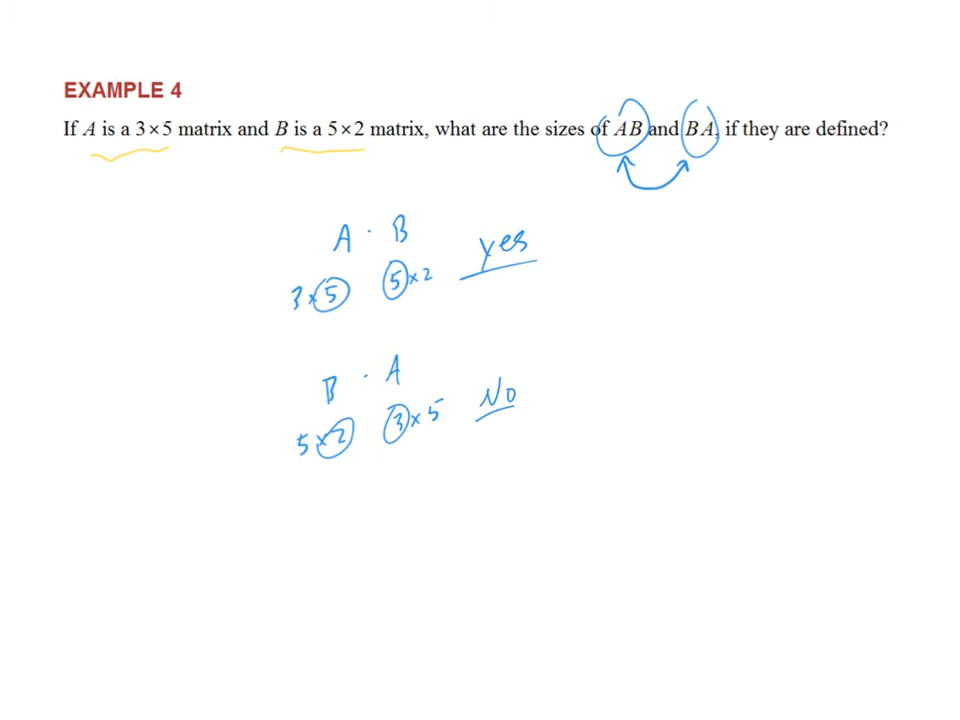 EXAMPLE 4
If A is a 3×5 matrix and B is a 5×2 matrix, what are the sizes of AB and BA, if they are defined?
A · B yes
3×5 5×2
B · A No
5×2 3×5